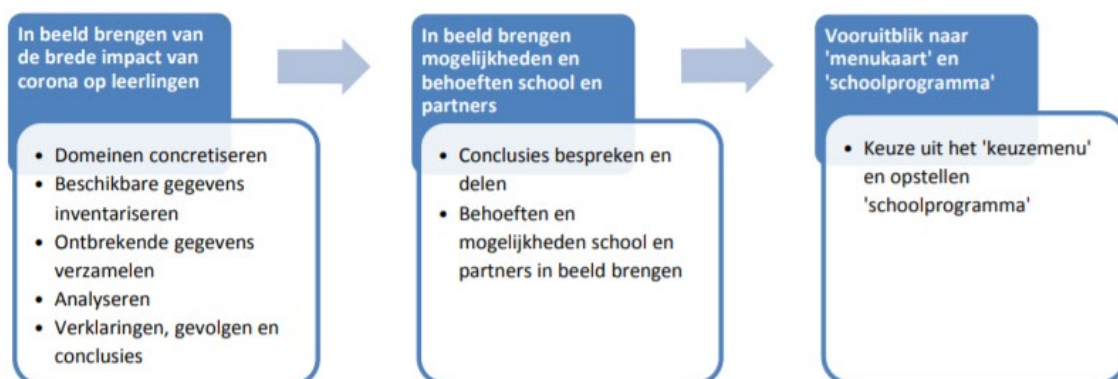 In beeld brengen van
de brede impact van
corona op leerlingen
• Domeinen concretiseren
• Beschikbare gegevens
inventariseren
• Ontbrekende gegevens
verzamelen
• Analyseren
• Verklaringen, gevolgen en
conclusies
In beeld brengen
mogelijkheden en
behoeften school en
partners
• Conclusies bespreken en
delen
• Behoeften en
mogelijkheden school en
partners in beeld brengen
Vooruitblik naar
'menukaart' en
'schoolprogramma'
• Keuze uit het 'keuzemenu'
en opstellen
'schoolprogramma'